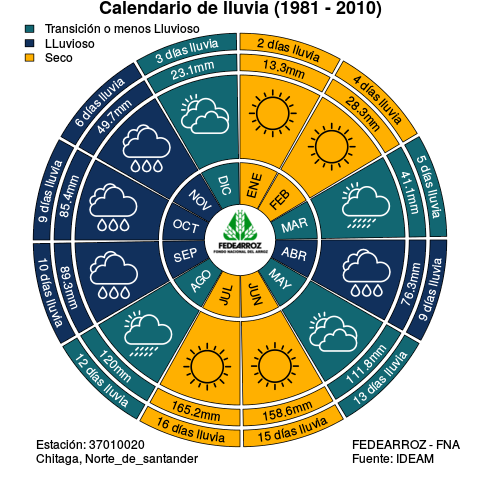 Calendario de lluvia (1981 - 2010)
Transición o menos Lluvioso
LLuvioso
Seco
2 días lluvia
13.3mm
ENE
4 días lluvia
28.3mm
FEB
5 días lluvia
41.1mm
MAR
9 días lluvia
76.3mm
ABR
13 días lluvia
111.8mm
MAY
15 días lluvia
158.6mm
JUN
16 días lluvia
165.2mm
JUL
12 días lluvia
120mm
AGO
10 días lluvia
89.3mm
SEP
9 días lluvia
85.4mm
OCT
6 días lluvia
49.7mm
NOV
3 días lluvia
23.1mm
DIC
FEDEARROZ
FONDO NACIONAL DEL ARROZ
Estación: 37010020
Chitaga, Norte_de_santander
FEDEARROZ - FNA
Fuente: IDEAM